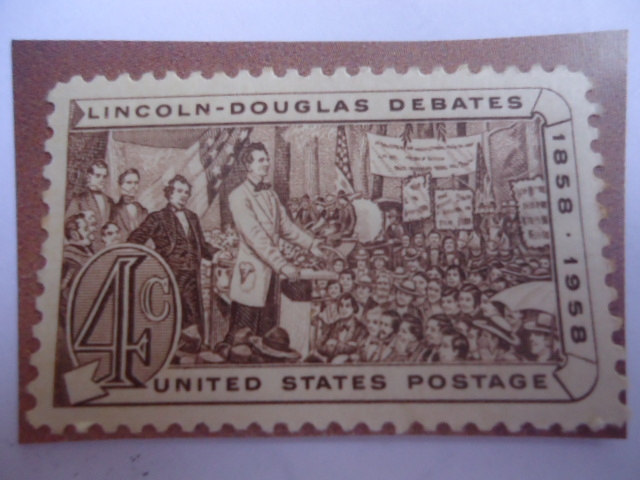 LINCOLN-DOUGLAS DEBATES
1858 · 1958
4c
UNITED STATES POSTAGE